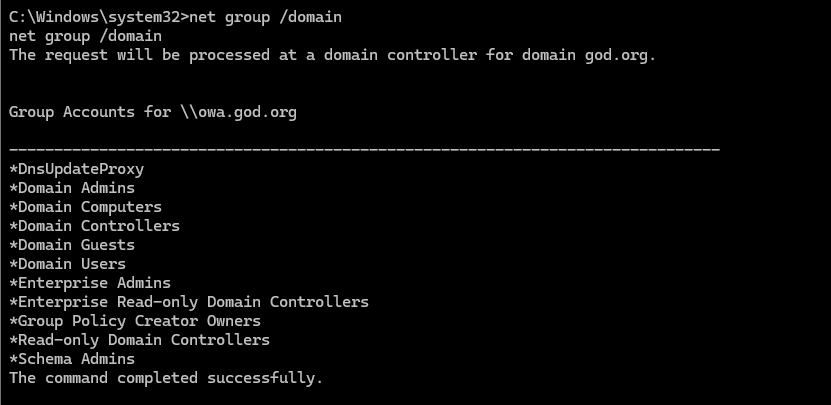 C:\Windows\system32>net group /domain
net group /domain
The request will be processed at a domain controller for domain god.org.
Group Accounts for \\owa.god.org
-------------------------------------------------------------------------------
*DnsUpdateProxy
*Domain Admins
*Domain Computers
*Domain Controllers
*Domain Guests
*Domain Users
*Enterprise Admins
*Enterprise Read-only Domain Controllers
*Group Policy Creator Owners
*Read-only Domain Controllers
*Schema Admins
The command completed successfully.